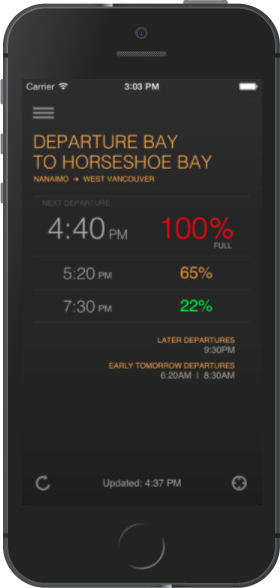 Carrier 3:03 PM
DEPARTURE BAY
TO HORSESHOE BAY
NANAIMO ➔ WEST VANCOUVER
NEXT DEPARTURE
4:40 PM 100%
FULL
5:20 PM 65%
7:30 PM 22%
LATER DEPARTURES
9:30PM
EARLY TOMORROW DEPARTURES
6:20AM | 8:30AM
Updated: 4:37 PM